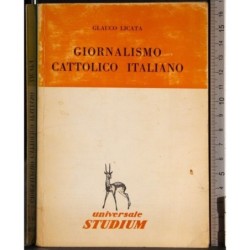 GLAUCO LICATA
GIORNALISMO
CATTOLICO ITALIANO
universale
STUDIUM